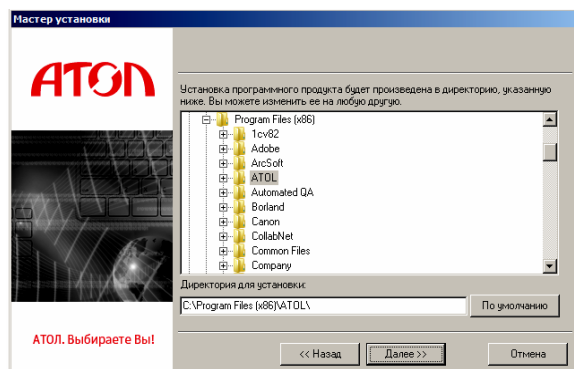 Мастер установки
АТОЛ
Установка программного продукта будет произведена в директорию, указанную
ниже. Вы можете изменить ее на любую другую.
Program Files (x86)
1cv82
Adobe
ArcSoft
ATOL
Automated QA
Borland
Canon
CollabNet
Common Files
Company
Директория для установки:
C:\Program Files (x86)\ATOL\
По умолчанию
АТОЛ. Выбираете Вы!
<< Назад
Далее >>
Отмена